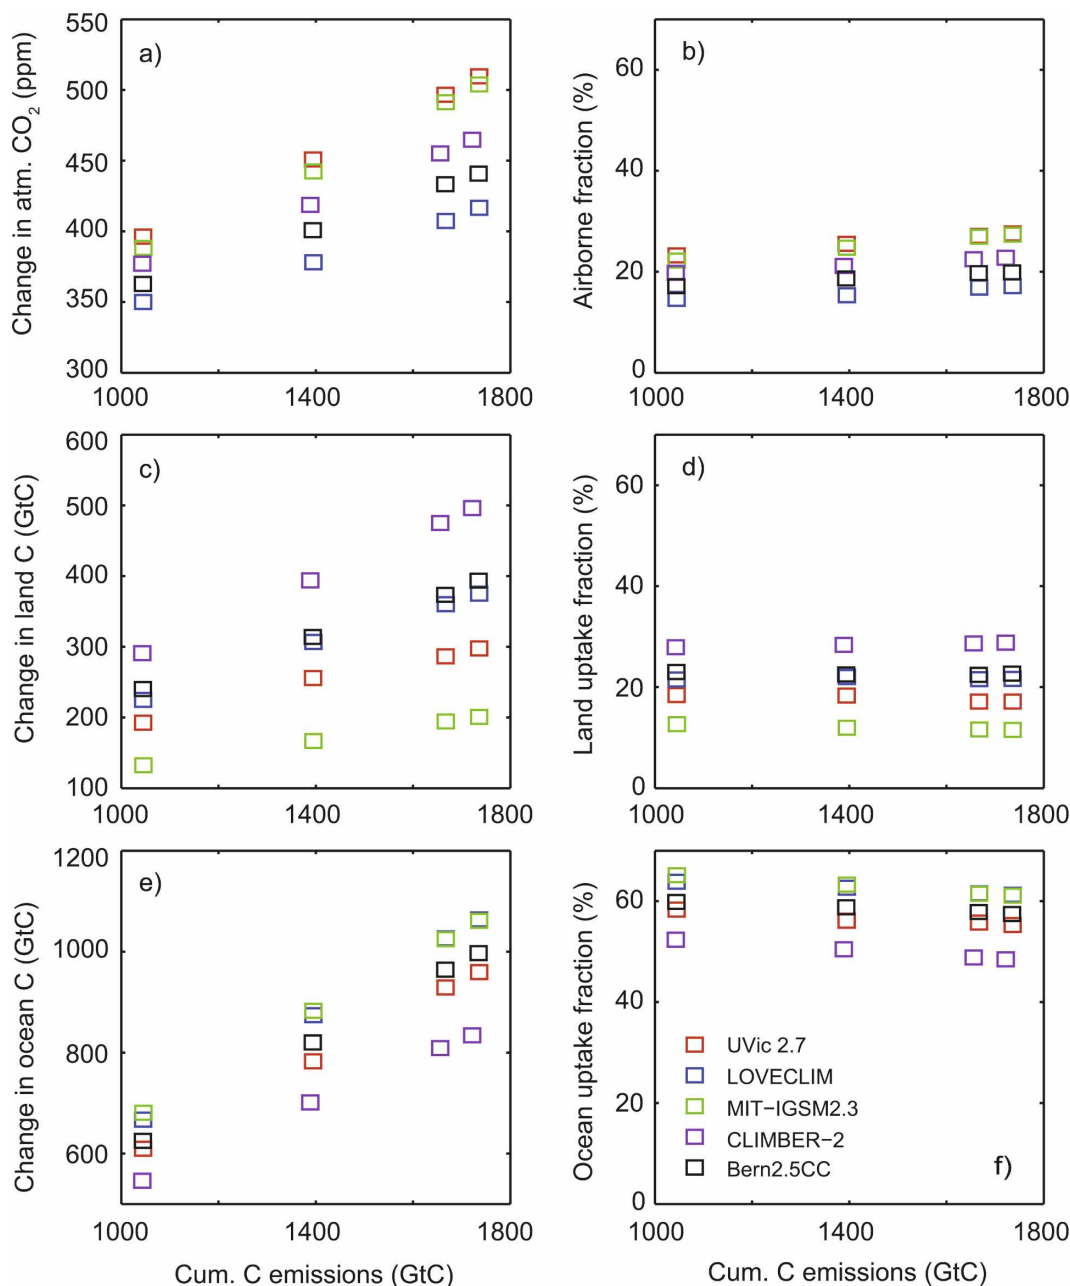 550
500
450
400
350
300
Change in atm. CO2 (ppm)
a)
1000
1400
1800
60
40
20
0
Airborne fraction (%)
b)
1000
1400
1800
600
500
400
300
200
100
Change in land C (GtC)
c)
1000
1400
1800
60
40
20
0
Land uptake fraction (%)
d)
1000
1400
1800
1200
1000
800
600
Change in ocean C (GtC)
e)
1000
1400
1800
Cum. C emissions (GtC)
60
40
20
0
Ocean uptake fraction (%)
UVic 2.7
LOVECLIM
MIT−IGSM2.3
CLIMBER−2
Bern2.5CC
f)
1000
1400
1800
Cum. C emissions (GtC)